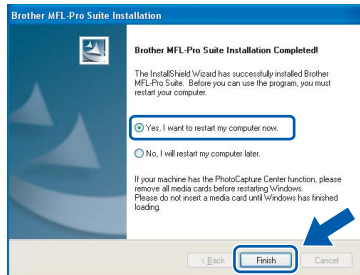 Brother MFL-Pro Suite Installation
Brother MFL-Pro Suite Installation Completed!
The InstallShield Wizard has successfully installed Brother
MFL-Pro Suite. Before you can use the program, you must
restart your computer.
Yes, I want to restart my computer now.
No, I will restart my computer later.
If your machine has the PhotoCapture Center function, please
remove all media cards before restarting Windows.
Please do not insert a media card until Windows has finished
loading.
< Back Finish Cancel